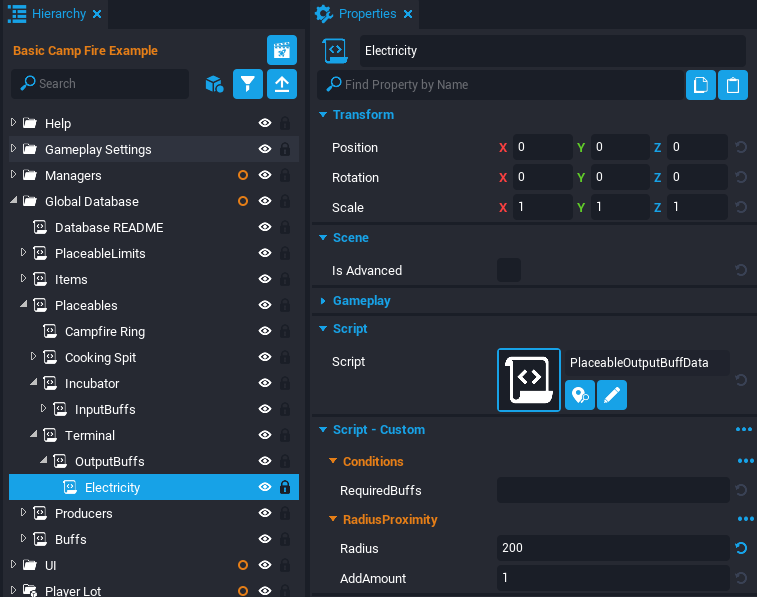 Hierarchy
Basic Camp Fire Example
Search
Help
Gameplay Settings
Managers
Global Database
Database README
PlaceableLimits
Items
Placeables
Campfire Ring
Cooking Spit
Incubator
InputBuffs
Terminal
OutputBuffs
Electricity
Producers
Buffs
UI
Player Lot
Properties
Electricity
Find Property by Name
Transform
Position X 0 Y 0 Z 0
Rotation X 0 Y 0 Z 0
Scale X 1 Y 1 Z 1
Scene
Is Advanced
Gameplay
Script
Script PlaceableOutputBuffData
Script - Custom
Conditions
RequiredBuffs
RadiusProximity
Radius 200
AddAmount 1